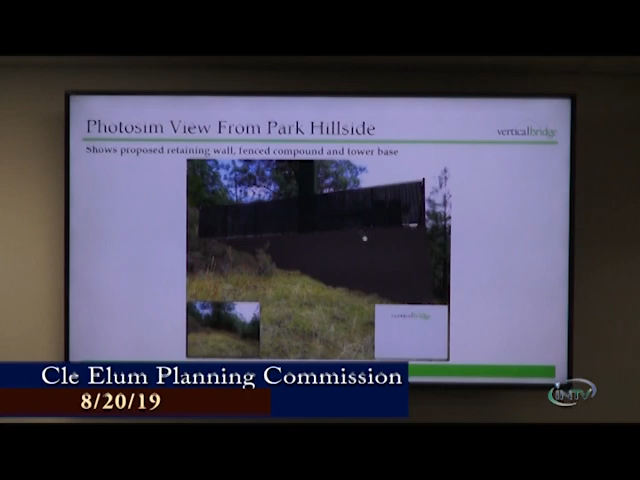 Photosim View From Park Hillside
verticalbridge
Shows proposed retaining wall, fenced compound and tower base
verticalbridge
Cle Elum Planning Commission
8/20/19
INTV